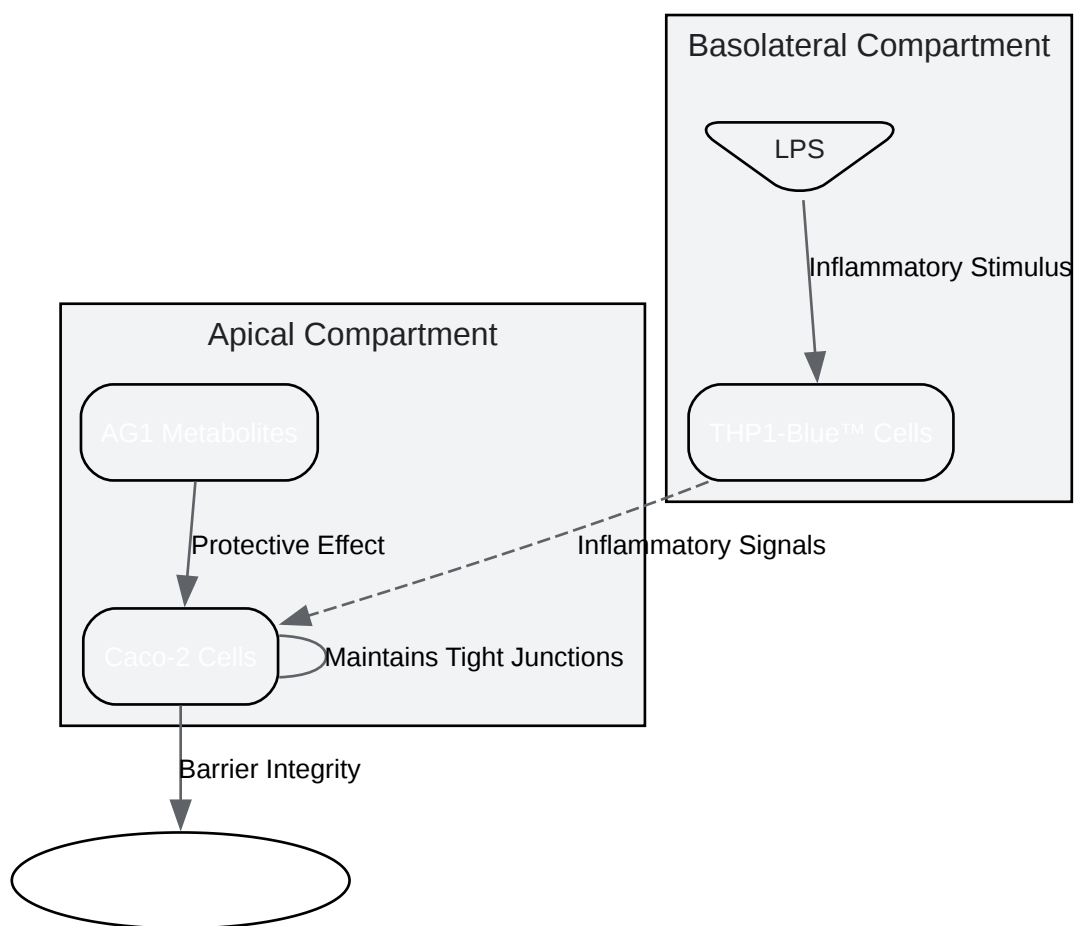 Basolateral Compartment
LPS
Inflammatory Stimulus
Apical Compartment
AG1 Metabolites
THP1-Blue™ Cells
Protective Effect
Inflammatory Signals
Caco-2 Cells
Maintains Tight Junctions
Barrier Integrity